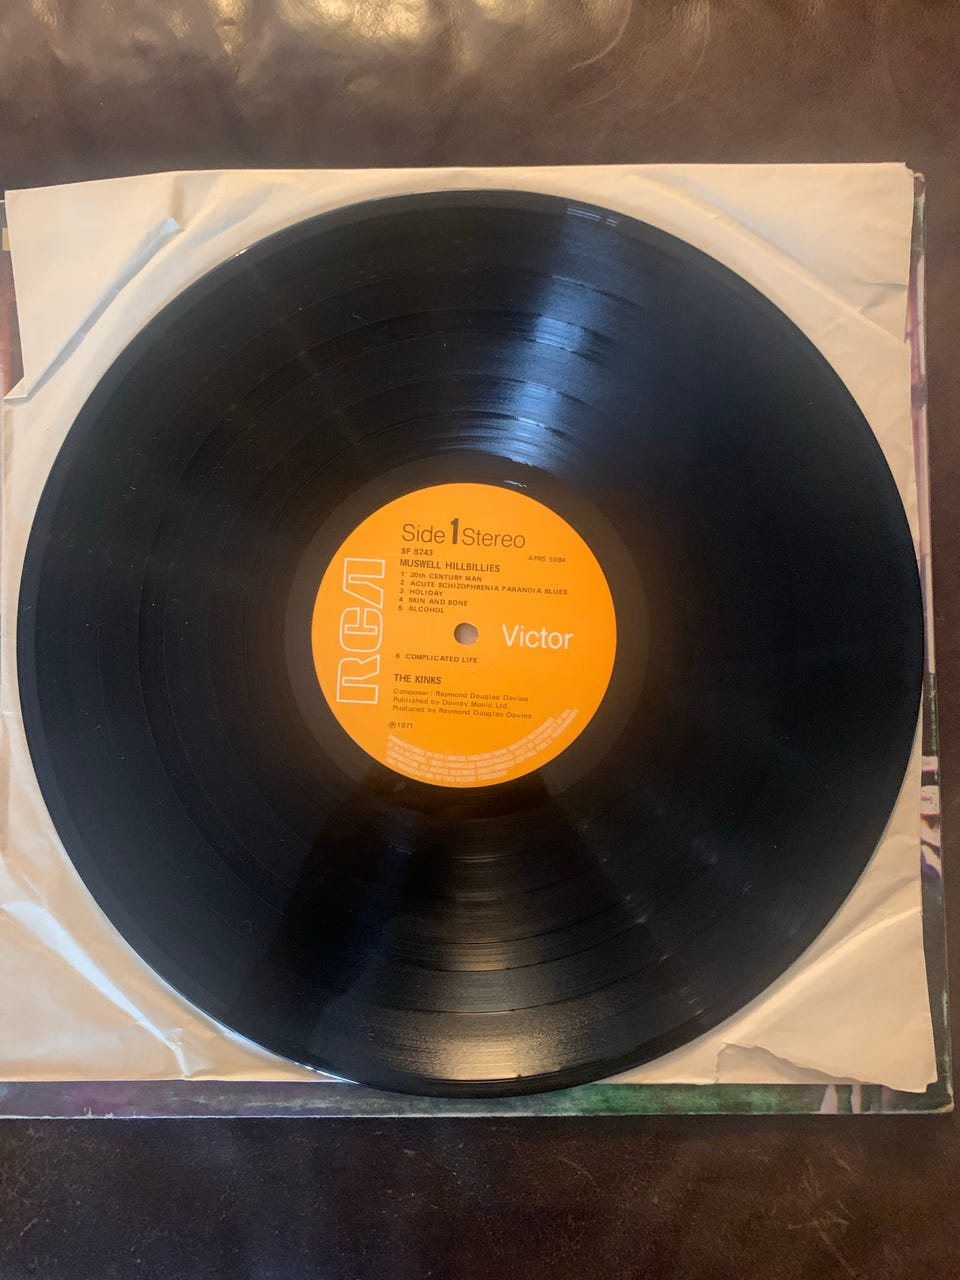 Side 1 Stereo
SF 8243
APRS 5984
MUSWELL HILLBILLIES
1 20th CENTURY MAN
2 ACUTE SCHIZOPHRENIA PARANOIA BLUES
3 HOLIDAY
4 SKIN AND BONE
5 ALCOHOL
RCA
Victor
6 COMPLICATED LIFE
THE KINKS
Composer: Raymond Douglas Davies
Published by Davray Music Ltd.
Produced by Raymond Douglas Davies
℗ 1971